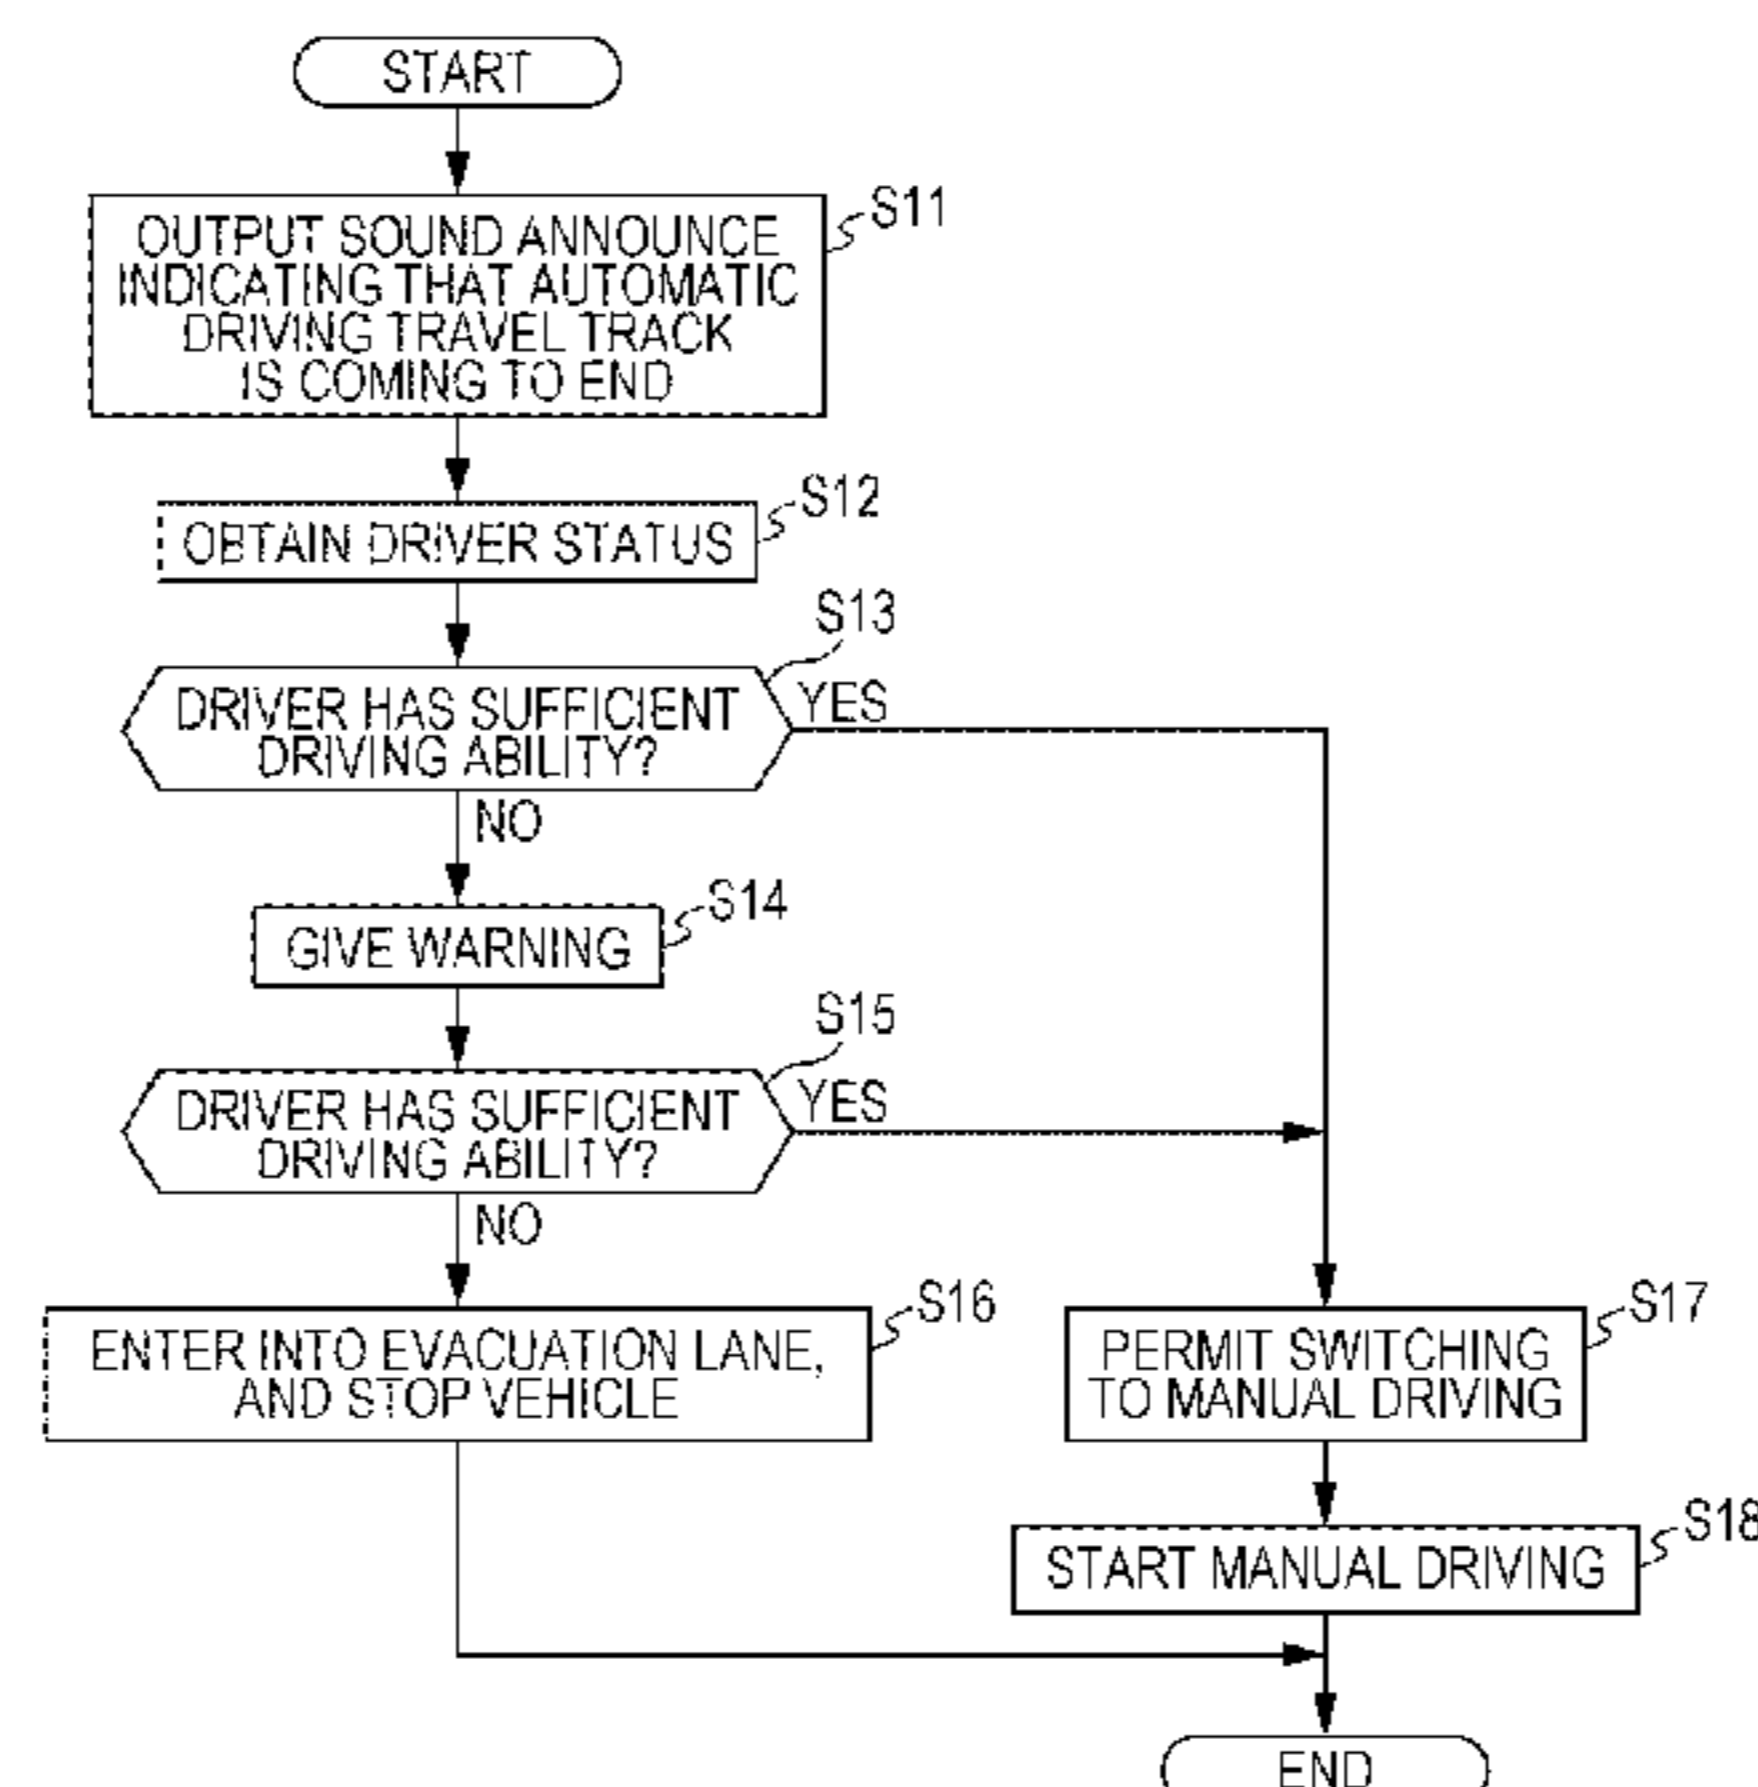 START
S11
OUTPUT SOUND ANNOUNCE
INDICATING THAT AUTOMATIC
DRIVING TRAVEL TRACK
IS COMING TO END
S12
OBTAIN DRIVER STATUS
S13
DRIVER HAS SUFFICIENT
DRIVING ABILITY?
YES
NO
S14
GIVE WARNING
S15
DRIVER HAS SUFFICIENT
DRIVING ABILITY?
YES
NO
S16
ENTER INTO EVACUATION LANE,
AND STOP VEHICLE
S17
PERMIT SWITCHING
TO MANUAL DRIVING
S18
START MANUAL DRIVING
END